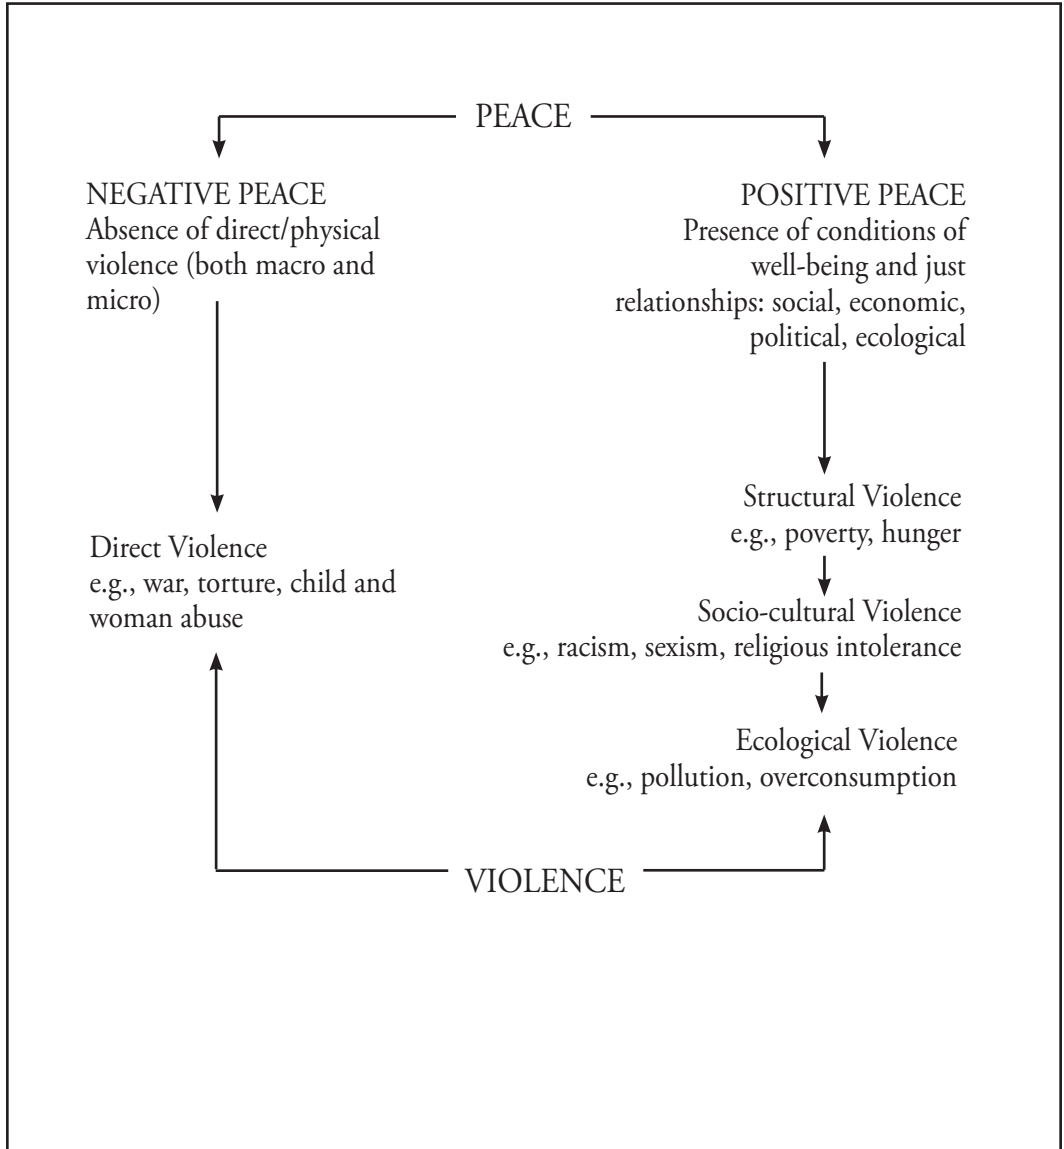 PEACE
NEGATIVE PEACE
Absence of direct/physical
violence (both macro and
micro)
POSITIVE PEACE
Presence of conditions of
well-being and just
relationships: social, economic,
political, ecological
Direct Violence
e.g., war, torture, child and
woman abuse
Structural Violence
e.g., poverty, hunger
Socio-cultural Violence
e.g., racism, sexism, religious intolerance
Ecological Violence
e.g., pollution, overconsumption
VIOLENCE